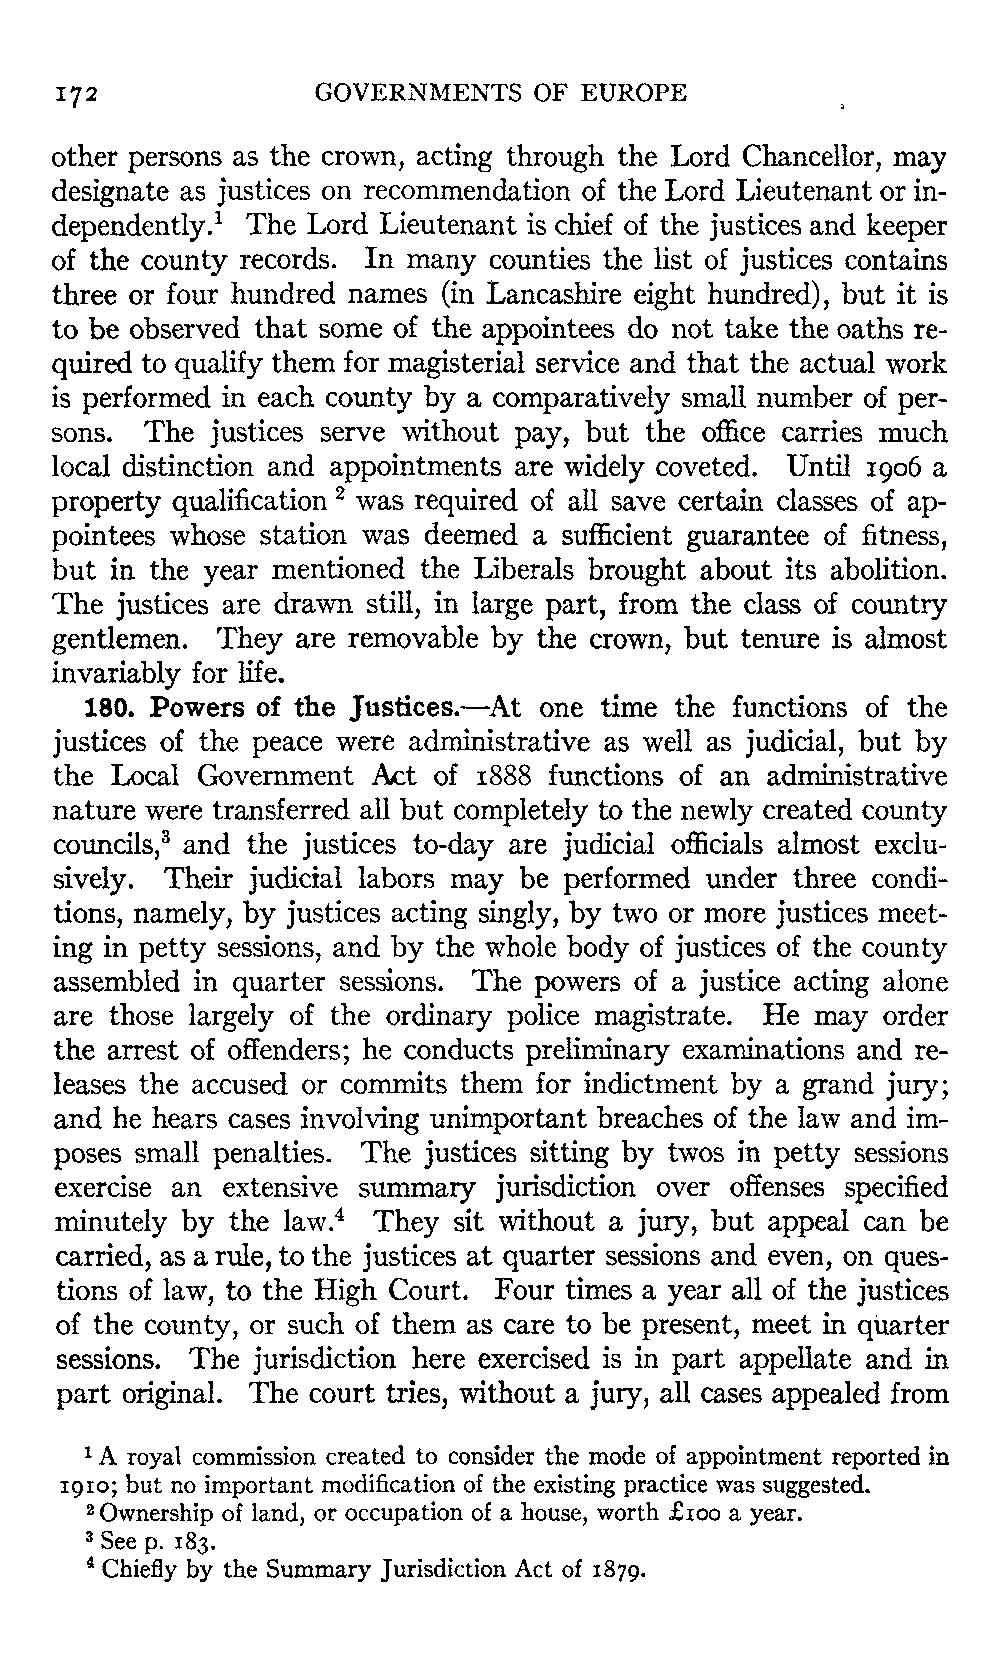 172 GOVERNMENTS OF EUROPE
other persons as the crown, acting through the Lord Chancellor, may
designate as justices on recommendation of the Lord Lieutenant or in-
dependently.¹ The Lord Lieutenant is chief of the justices and keeper
of the county records. In many counties the list of justices contains
three or four hundred names (in Lancashire eight hundred), but it is
to be observed that some of the appointees do not take the oaths re-
quired to qualify them for magisterial service and that the actual work
is performed in each county by a comparatively small number of per-
sons. The justices serve without pay, but the office carries much
local distinction and appointments are widely coveted. Until 1906 a
property qualification ² was required of all save certain classes of ap-
pointees whose station was deemed a sufficient guarantee of fitness,
but in the year mentioned the Liberals brought about its abolition.
The justices are drawn still, in large part, from the class of country
gentlemen. They are removable by the crown, but tenure is almost
invariably for life.
180. Powers of the Justices.—At one time the functions of the
justices of the peace were administrative as well as judicial, but by
the Local Government Act of 1888 functions of an administrative
nature were transferred all but completely to the newly created county
councils,³ and the justices to-day are judicial officials almost exclu-
sively. Their judicial labors may be performed under three condi-
tions, namely, by justices acting singly, by two or more justices meet-
ing in petty sessions, and by the whole body of justices of the county
assembled in quarter sessions. The powers of a justice acting alone
are those largely of the ordinary police magistrate. He may order
the arrest of offenders; he conducts preliminary examinations and re-
leases the accused or commits them for indictment by a grand jury;
and he hears cases involving unimportant breaches of the law and im-
poses small penalties. The justices sitting by twos in petty sessions
exercise an extensive summary jurisdiction over offenses specified
minutely by the law.⁴ They sit without a jury, but appeal can be
carried, as a rule, to the justices at quarter sessions and even, on ques-
tions of law, to the High Court. Four times a year all of the justices
of the county, or such of them as care to be present, meet in quarter
sessions. The jurisdiction here exercised is in part appellate and in
part original. The court tries, without a jury, all cases appealed from
¹ A royal commission created to consider the mode of appointment reported in
1910; but no important modification of the existing practice was suggested.
² Ownership of land, or occupation of a house, worth £100 a year.
³ See p. 183.
⁴ Chiefly by the Summary Jurisdiction Act of 1879.